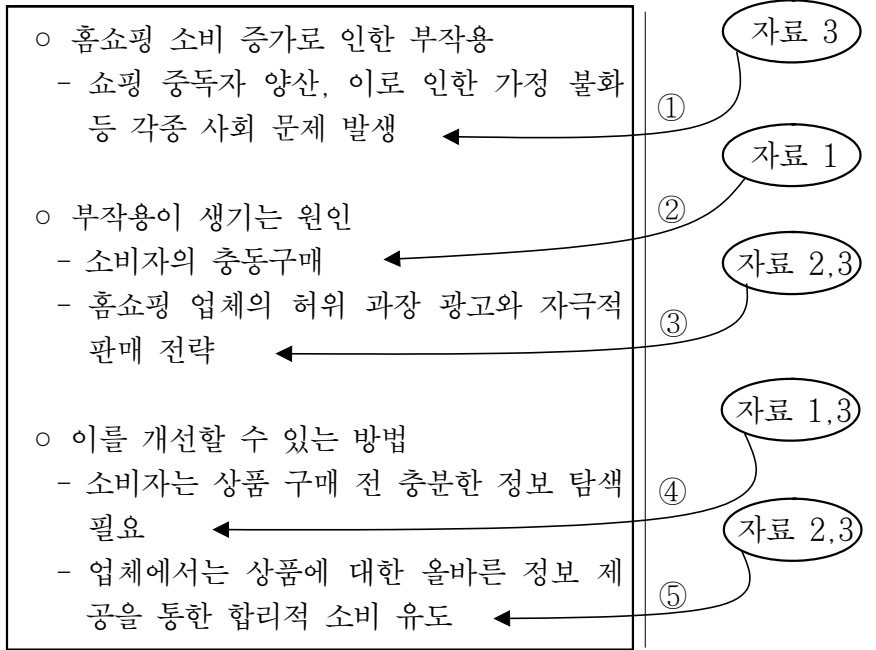 자료 3
○ 홈쇼핑 소비 증가로 인한 부작용
- 쇼핑 중독자 양산, 이로 인한 가정 불화
등 각종 사회 문제 발생
①
자료 1
○ 부작용이 생기는 원인
②
- 소비자의 충동구매
자료 2,3
- 홈쇼핑 업체의 허위 과장 광고와 자극적
판매 전략
③
자료 1,3
○ 이를 개선할 수 있는 방법
- 소비자는 상품 구매 전 충분한 정보 탐색
필요
④
자료 2,3
- 업체에서는 상품에 대한 올바른 정보 제
공을 통한 합리적 소비 유도
⑤